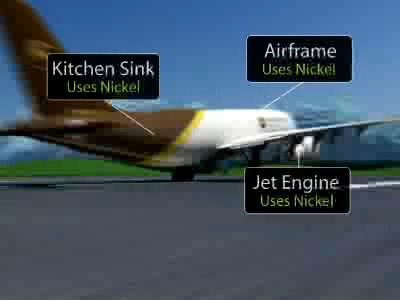 Kitchen Sink
Uses Nickel
Airframe
Uses Nickel
Jet Engine
Uses Nickel